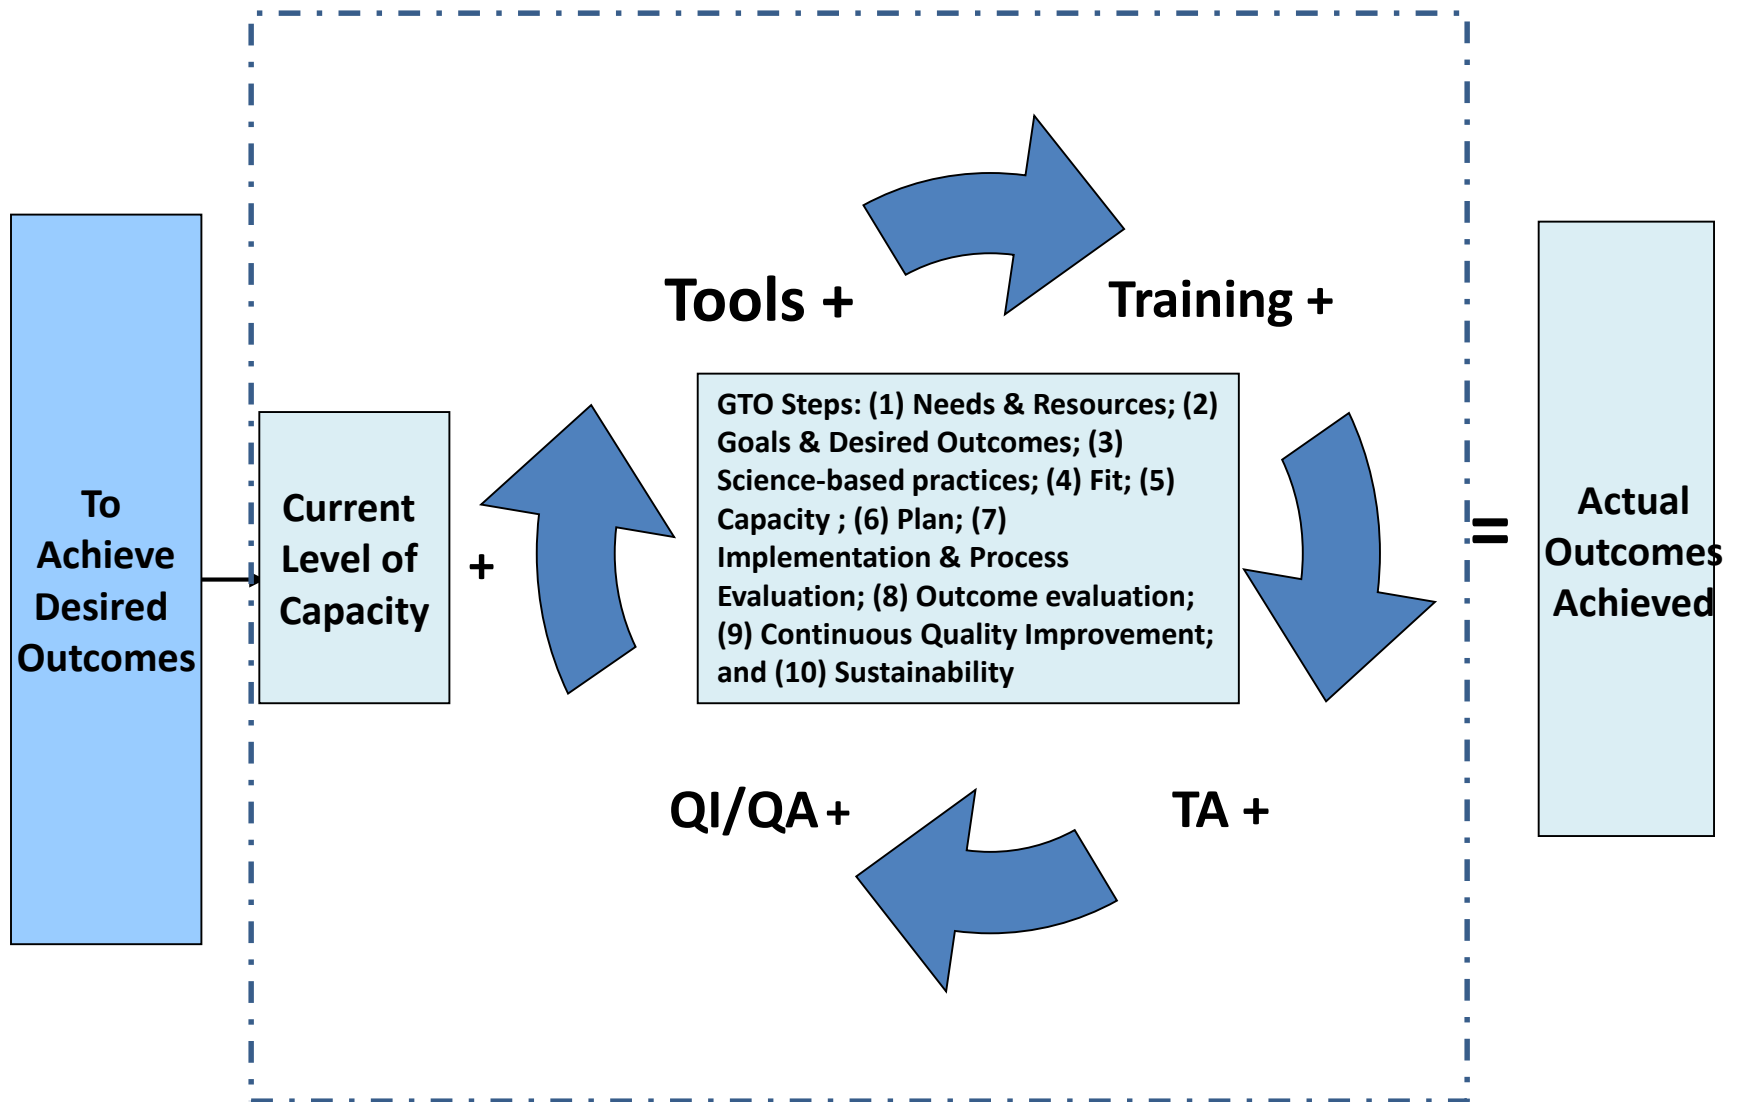 To
Achieve
Desired
Outcomes
Current
Level of
Capacity
+
Tools +
Training +
GTO Steps: (1) Needs & Resources; (2)
Goals & Desired Outcomes; (3)
Science-based practices; (4) Fit; (5)
Capacity ; (6) Plan; (7)
Implementation & Process
Evaluation; (8) Outcome evaluation;
(9) Continuous Quality Improvement;
and (10) Sustainability
QI/QA +
TA +
=
Actual
Outcomes
Achieved